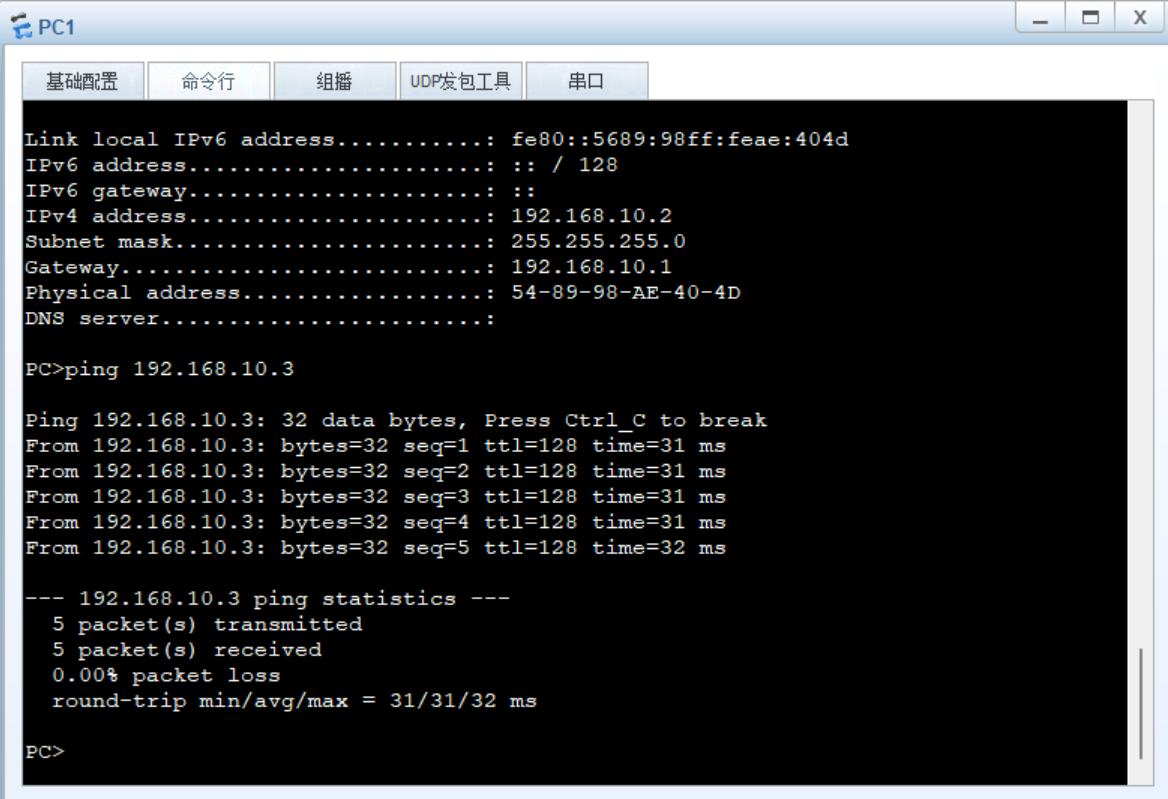 PC1
X
基础配置 命令行 组播 UDP发包工具 串口
Link local IPv6 address...........: fe80::5689:98ff:feae:404d
IPv6 address......................: :: / 128
IPv6 gateway......................: ::
IPv4 address......................: 192.168.10.2
Subnet mask.......................: 255.255.255.0
Gateway...........................: 192.168.10.1
Physical address..................: 54-89-98-AE-40-4D
DNS server........................:
PC>ping 192.168.10.3
Ping 192.168.10.3: 32 data bytes, Press Ctrl_C to break
From 192.168.10.3: bytes=32 seq=1 ttl=128 time=31 ms
From 192.168.10.3: bytes=32 seq=2 ttl=128 time=31 ms
From 192.168.10.3: bytes=32 seq=3 ttl=128 time=31 ms
From 192.168.10.3: bytes=32 seq=4 ttl=128 time=31 ms
From 192.168.10.3: bytes=32 seq=5 ttl=128 time=32 ms
--- 192.168.10.3 ping statistics ---
5 packet(s) transmitted
5 packet(s) received
0.00% packet loss
round-trip min/avg/max = 31/31/32 ms
PC>